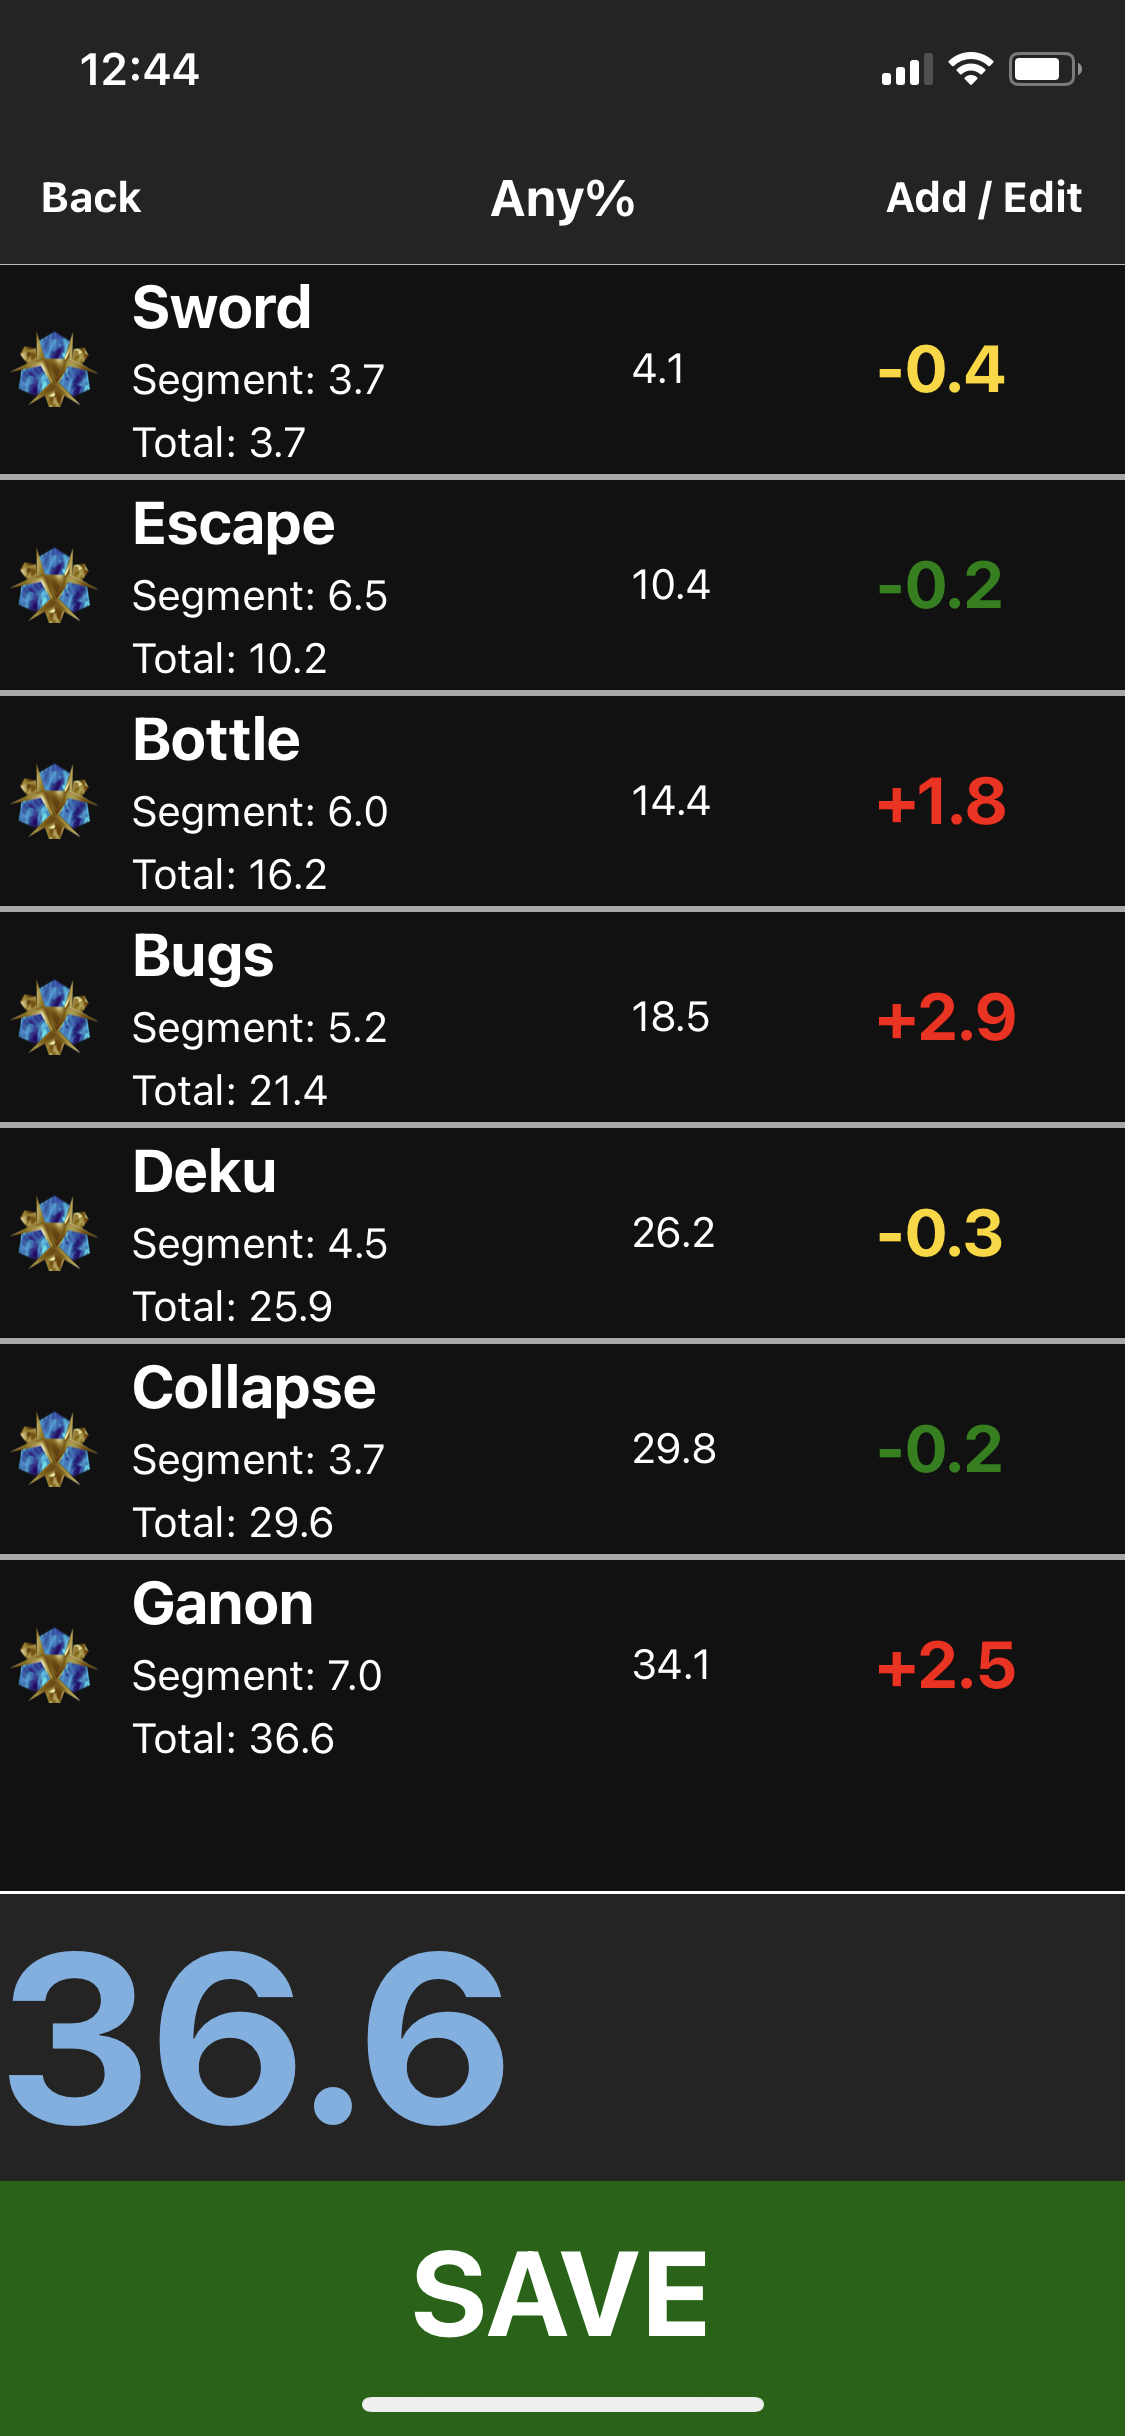 12:44
Back Any% Add / Edit
Sword
Segment: 3.7 4.1 -0.4
Total: 3.7
Escape
Segment: 6.5 10.4 -0.2
Total: 10.2
Bottle
Segment: 6.0 14.4 +1.8
Total: 16.2
Bugs
Segment: 5.2 18.5 +2.9
Total: 21.4
Deku
Segment: 4.5 26.2 -0.3
Total: 25.9
Collapse
Segment: 3.7 29.8 -0.2
Total: 29.6
Ganon
Segment: 7.0 34.1 +2.5
Total: 36.6
36.6
SAVE